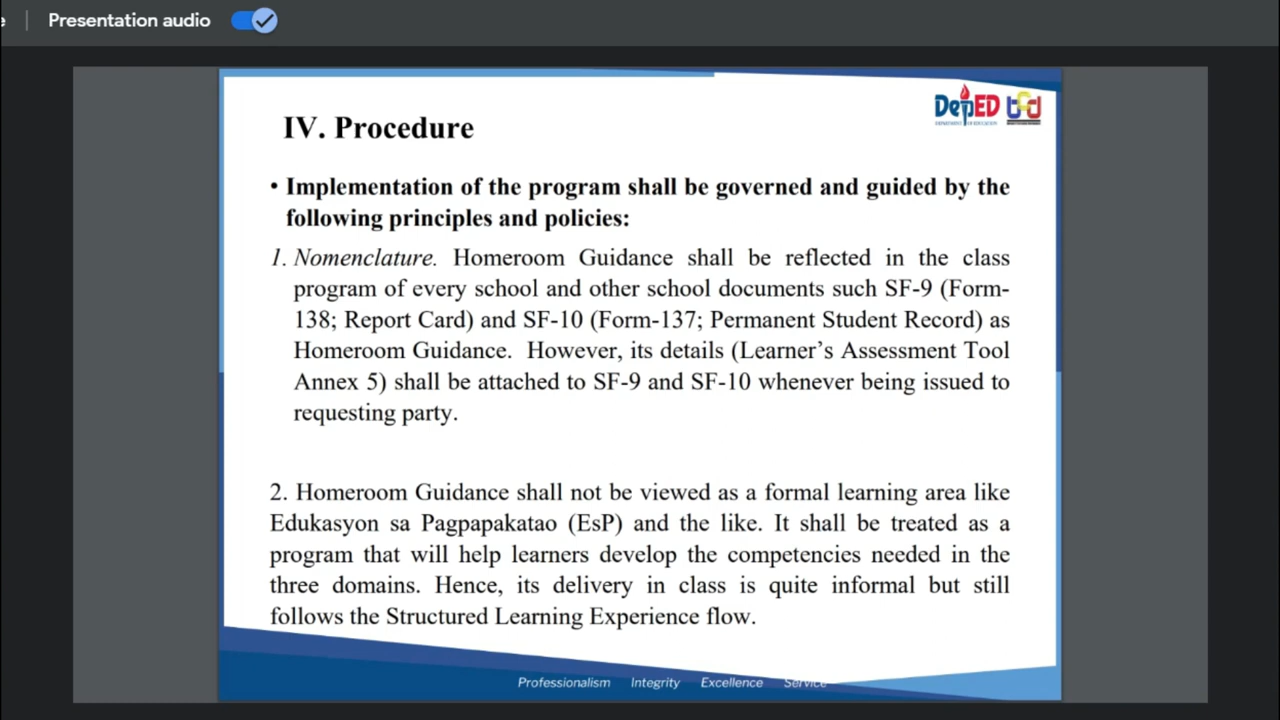 e
Presentation audio
DepED
DEPARTMENT OF EDUCATION
IV. Procedure
• Implementation of the program shall be governed and guided by the
following principles and policies:
1. Nomenclature. Homeroom Guidance shall be reflected in the class
program of every school and other school documents such SF-9 (Form-
138; Report Card) and SF-10 (Form-137; Permanent Student Record) as
Homeroom Guidance. However, its details (Learner’s Assessment Tool
Annex 5) shall be attached to SF-9 and SF-10 whenever being issued to
requesting party.
2. Homeroom Guidance shall not be viewed as a formal learning area like
Edukasyon sa Pagpapakatao (EsP) and the like. It shall be treated as a
program that will help learners develop the competencies needed in the
three domains. Hence, its delivery in class is quite informal but still
follows the Structured Learning Experience flow.
Professionalism Integrity Excellence Service